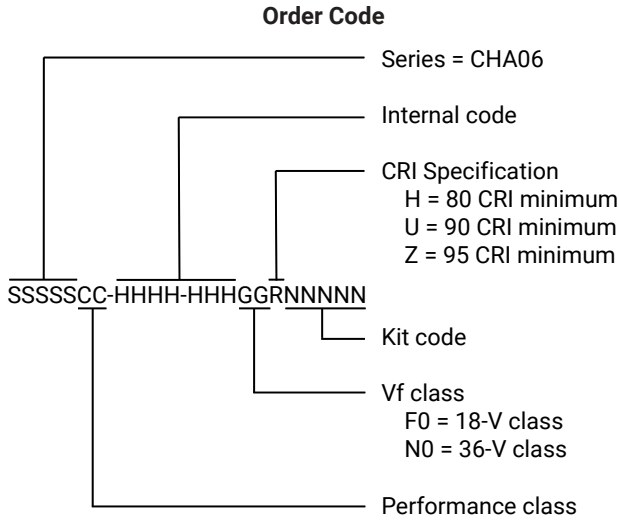 Order Code
Series = CHA06
Internal code
CRI Specification
H = 80 CRI minimum
U = 90 CRI minimum
Z = 95 CRI minimum
SSSSSCC-HHHH-HHHGGRNNNNN
Kit code
Vf class
F0 = 18-V class
N0 = 36-V class
Performance class